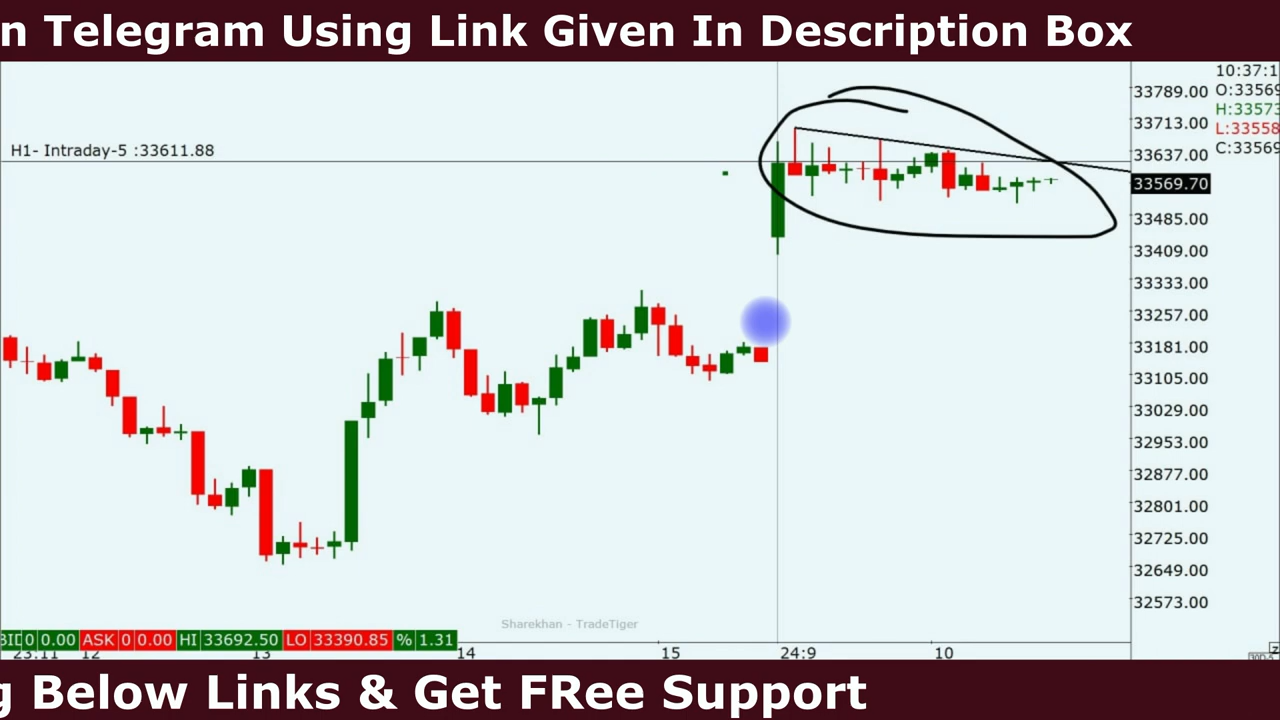 n Telegram Using Link Given In Description Box
10:37:1
33789.00
O:33569
H:33573
33713.00
L:33558
H1- Intraday-5 :33611.88
33637.00
C:33569
33569.70
33485.00
33409.00
33333.00
33257.00
33181.00
33105.00
33029.00
32953.00
32877.00
32801.00
32725.00
32649.00
32573.00
Sharekhan - TradeTiger
BID 0 0.00 ASK 0 0.00 HI 33692.50 LO 33390.85 % 1.31
23:11 12 13 14 15 24:9 10
g Below Links & Get FRee Support